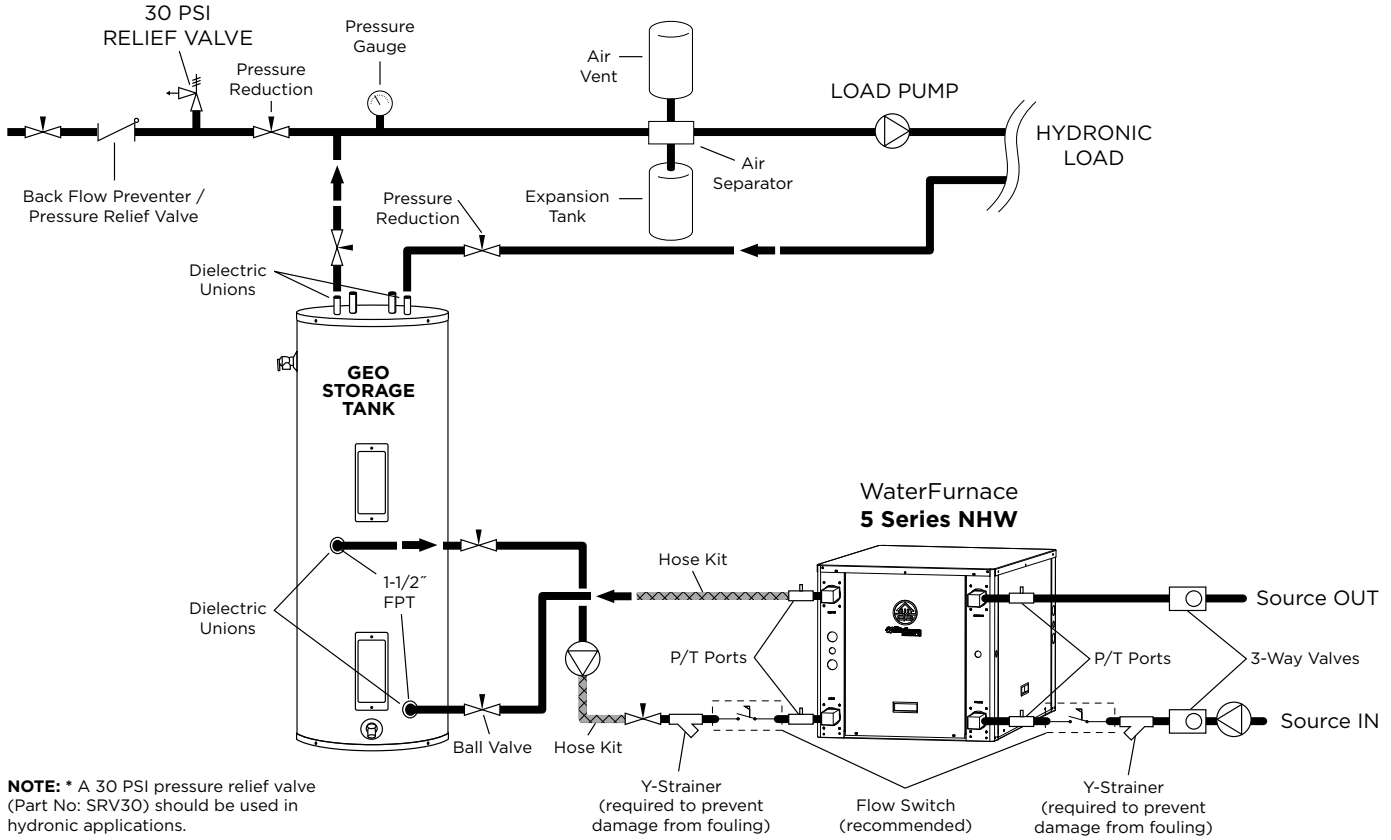 30 PSI
RELIEF VALVE
Pressure
Gauge
Pressure
Reduction
Air
Vent
LOAD PUMP
HYDRONIC
LOAD
Air
Separator
Back Flow Preventer /
Pressure Relief Valve
Pressure
Reduction
Expansion
Tank
Dielectric
Unions
GEO
STORAGE
TANK
WaterFurnace
5 Series NHW
Hose Kit
1-1/2˝
FPT
Dielectric
Unions
Source OUT
P/T Ports
P/T Ports
3-Way Valves
Source IN
Ball Valve
Hose Kit
NOTE: * A 30 PSI pressure relief valve
(Part No: SRV30) should be used in
hydronic applications.
Y-Strainer
(required to prevent
damage from fouling)
Flow Switch
(recommended)
Y-Strainer
(required to prevent
damage from fouling)